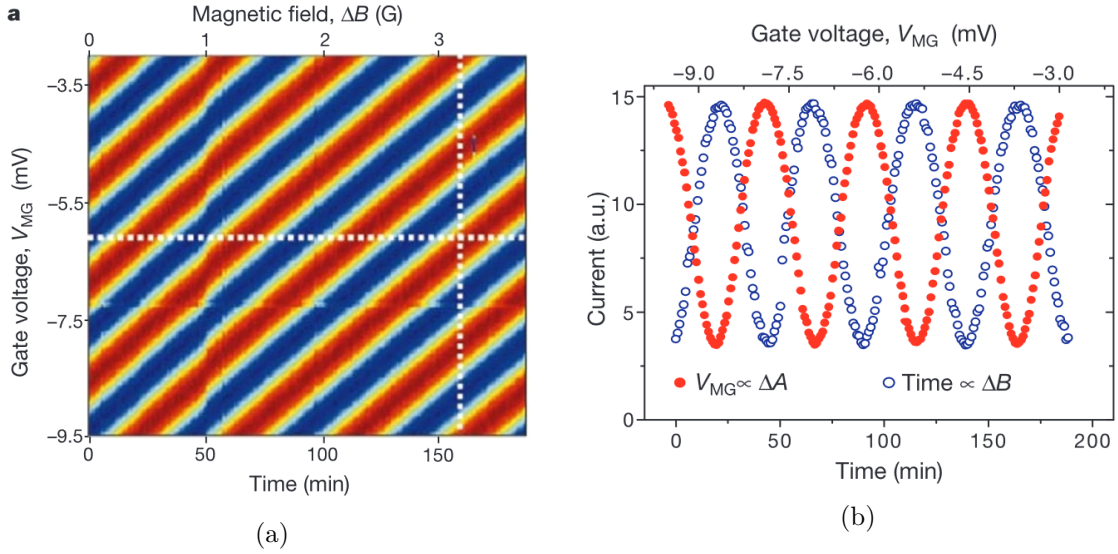 a
Magnetic field, ΔB (G)
0 1 2 3
Gate voltage, V_MG (mV)
−3.5
−5.5
−7.5
−9.5
0 50 100 150
Time (min)
(a)
Gate voltage, V_MG (mV)
−9.0 −7.5 −6.0 −4.5 −3.0
Current (a.u.)
15
10
5
0
V_MG ∝ ΔA
Time ∝ ΔB
0 50 100 150 200
Time (min)
(b)